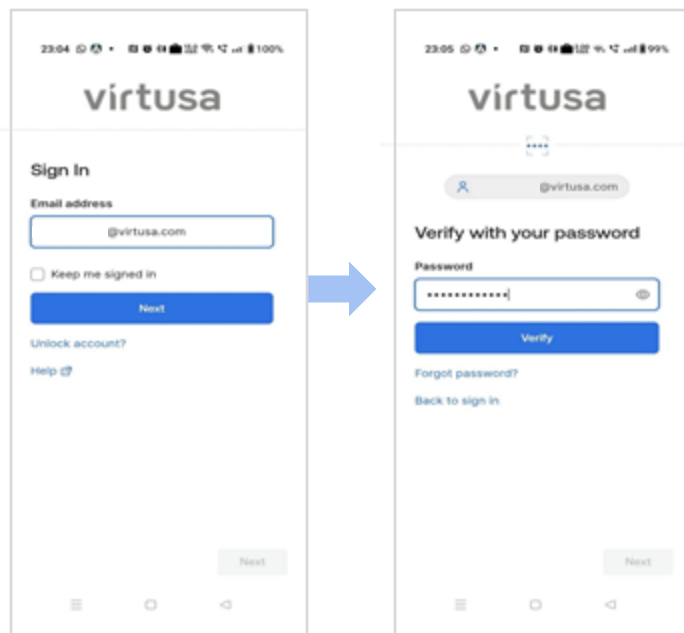 23:04
100%
virtusa
Sign In
Email address
@virtusa.com
Keep me signed in
Next
Unlock account?
Help
Next
23:05
99%
virtusa
@virtusa.com
Verify with your password
Password
••••••••••••
Verify
Forgot password?
Back to sign in
Next